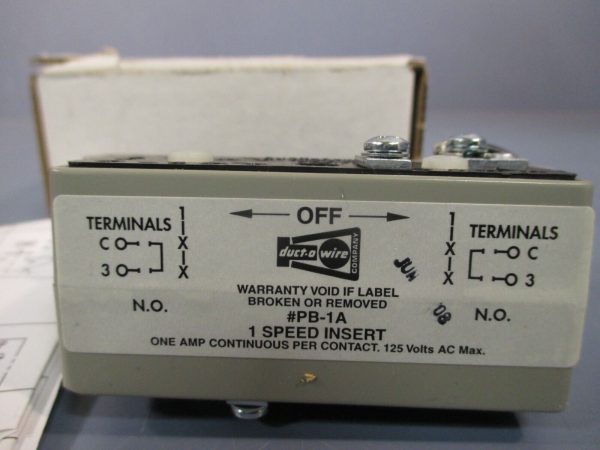 ← OFF →
TERMINALS
C
3
N.O.
1
X X
duct-o wire
COMPANY
JUN
08
1
X X
TERMINALS
C
3
N.O.
WARRANTY VOID IF LABEL
BROKEN OR REMOVED
#PB-1A
1 SPEED INSERT
ONE AMP CONTINUOUS PER CONTACT. 125 Volts AC Max.